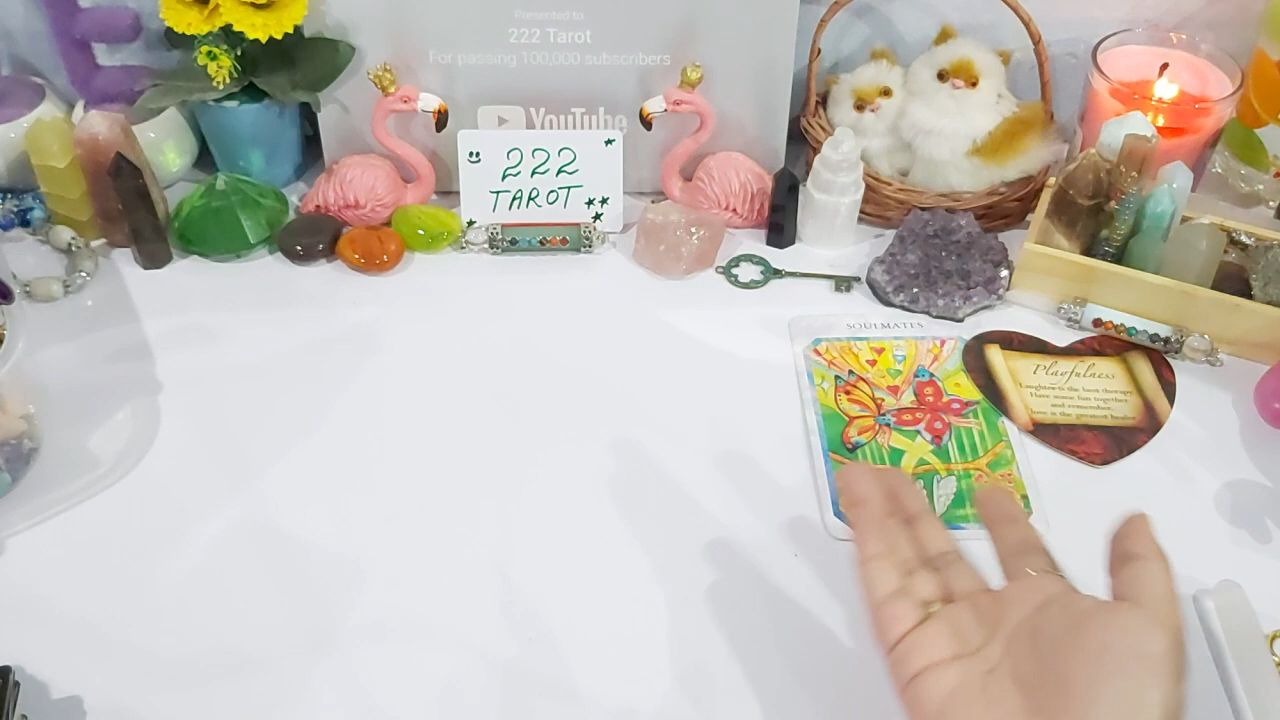 Presented to
222 Tarot
For passing 100,000 subscribers
YouTube
222
TAROT
SOULMATES
Playfulness
Laughter is the best therapy
Have some fun together
and remember,
love is the greatest healer